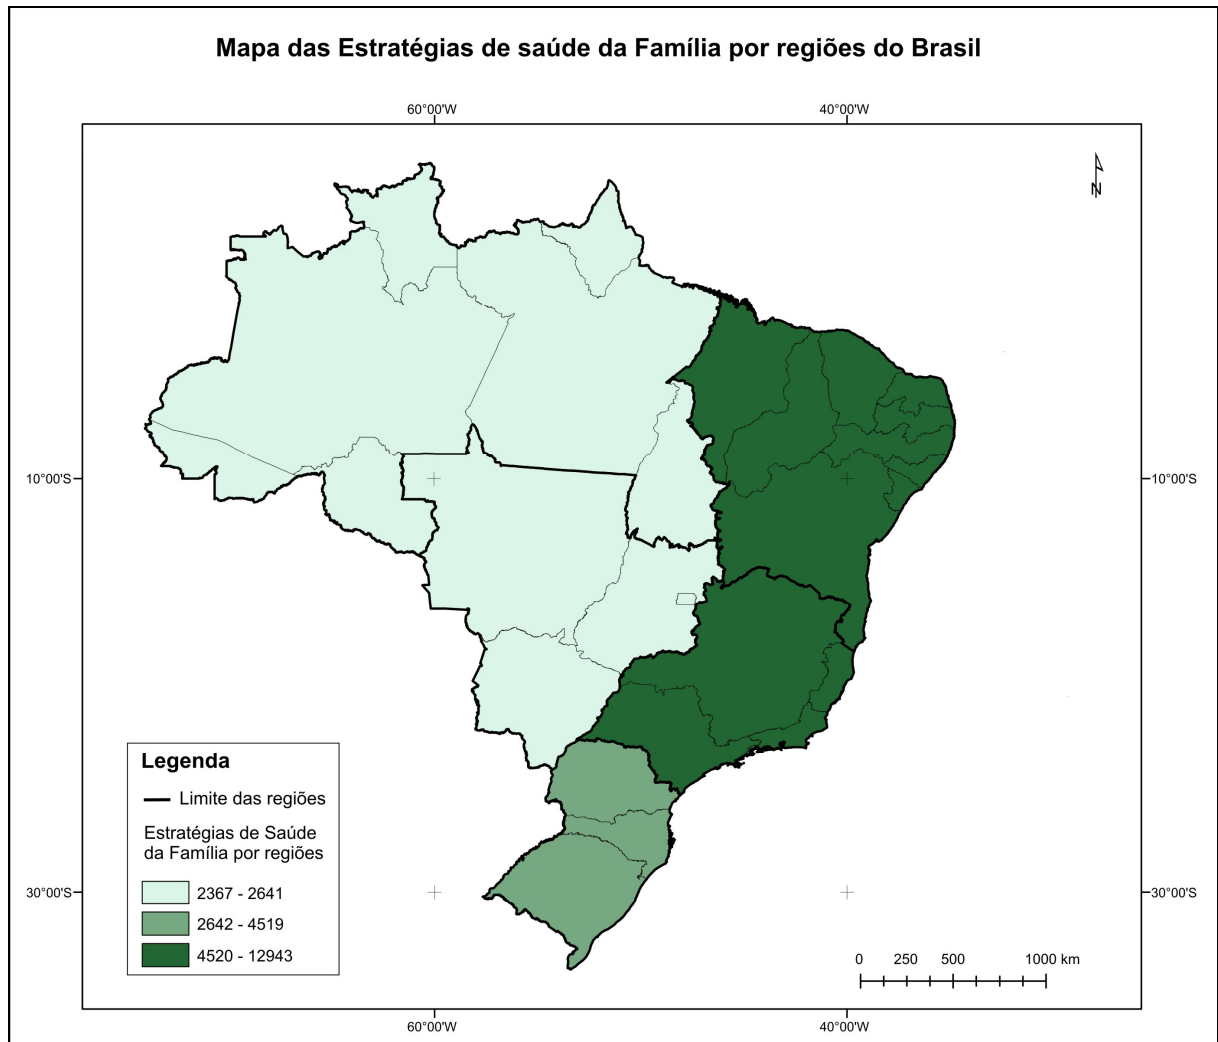 Mapa das Estratégias de saúde da Família por regiões do Brasil
60°00'W 40°00'W
N
10°00'S 10°00'S
Legenda
Limite das regiões
Estratégias de Saúde
da Família por regiões
2367 - 2641
2642 - 4519
4520 - 12943
30°00'S 30°00'S
0 250 500 1000 km
60°00'W 40°00'W